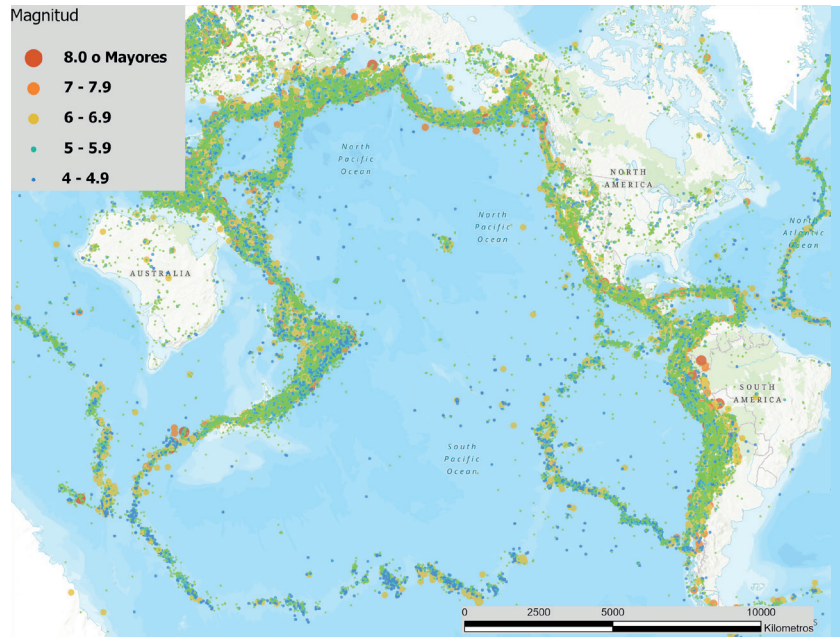 Magnitud
8.0 o Mayores
7 - 7.9
6 - 6.9
5 - 5.9
4 - 4.9
North
Pacific
Ocean
NORTH
AMERICA
North
Pacific
Ocean
North
Atlantic
Ocean
AUSTRALIA
SOUTH
AMERICA
South
Pacific
Ocean
0 2500 5000 10000
Kilometros